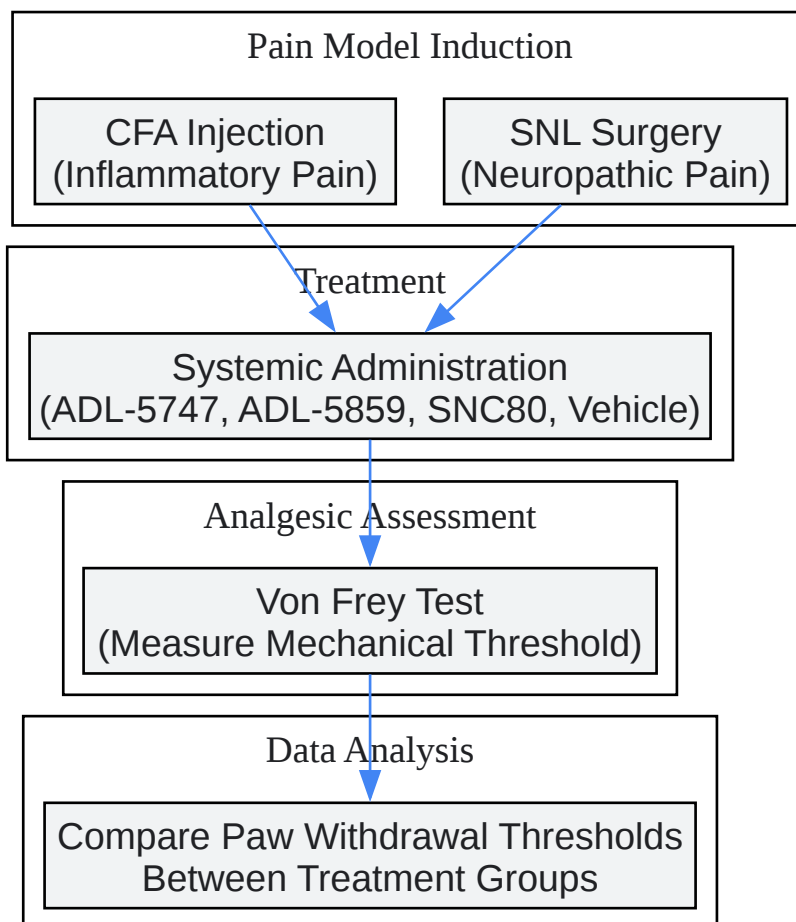 Pain Model Induction
CFA Injection
(Inflammatory Pain)
SNL Surgery
(Neuropathic Pain)
Treatment
Systemic Administration
(ADL-5747, ADL-5859, SNC80, Vehicle)
Analgesic Assessment
Von Frey Test
(Measure Mechanical Threshold)
Data Analysis
Compare Paw Withdrawal Thresholds
Between Treatment Groups